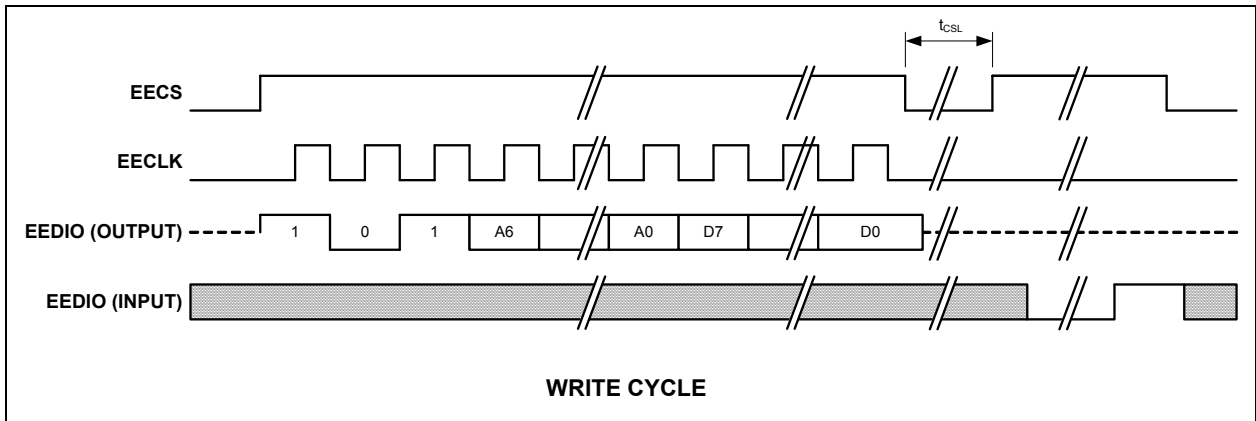 tCSL
EECS
EECLK
EEDIO (OUTPUT)
1 0 1 A6 A0 D7 D0
EEDIO (INPUT)
WRITE CYCLE